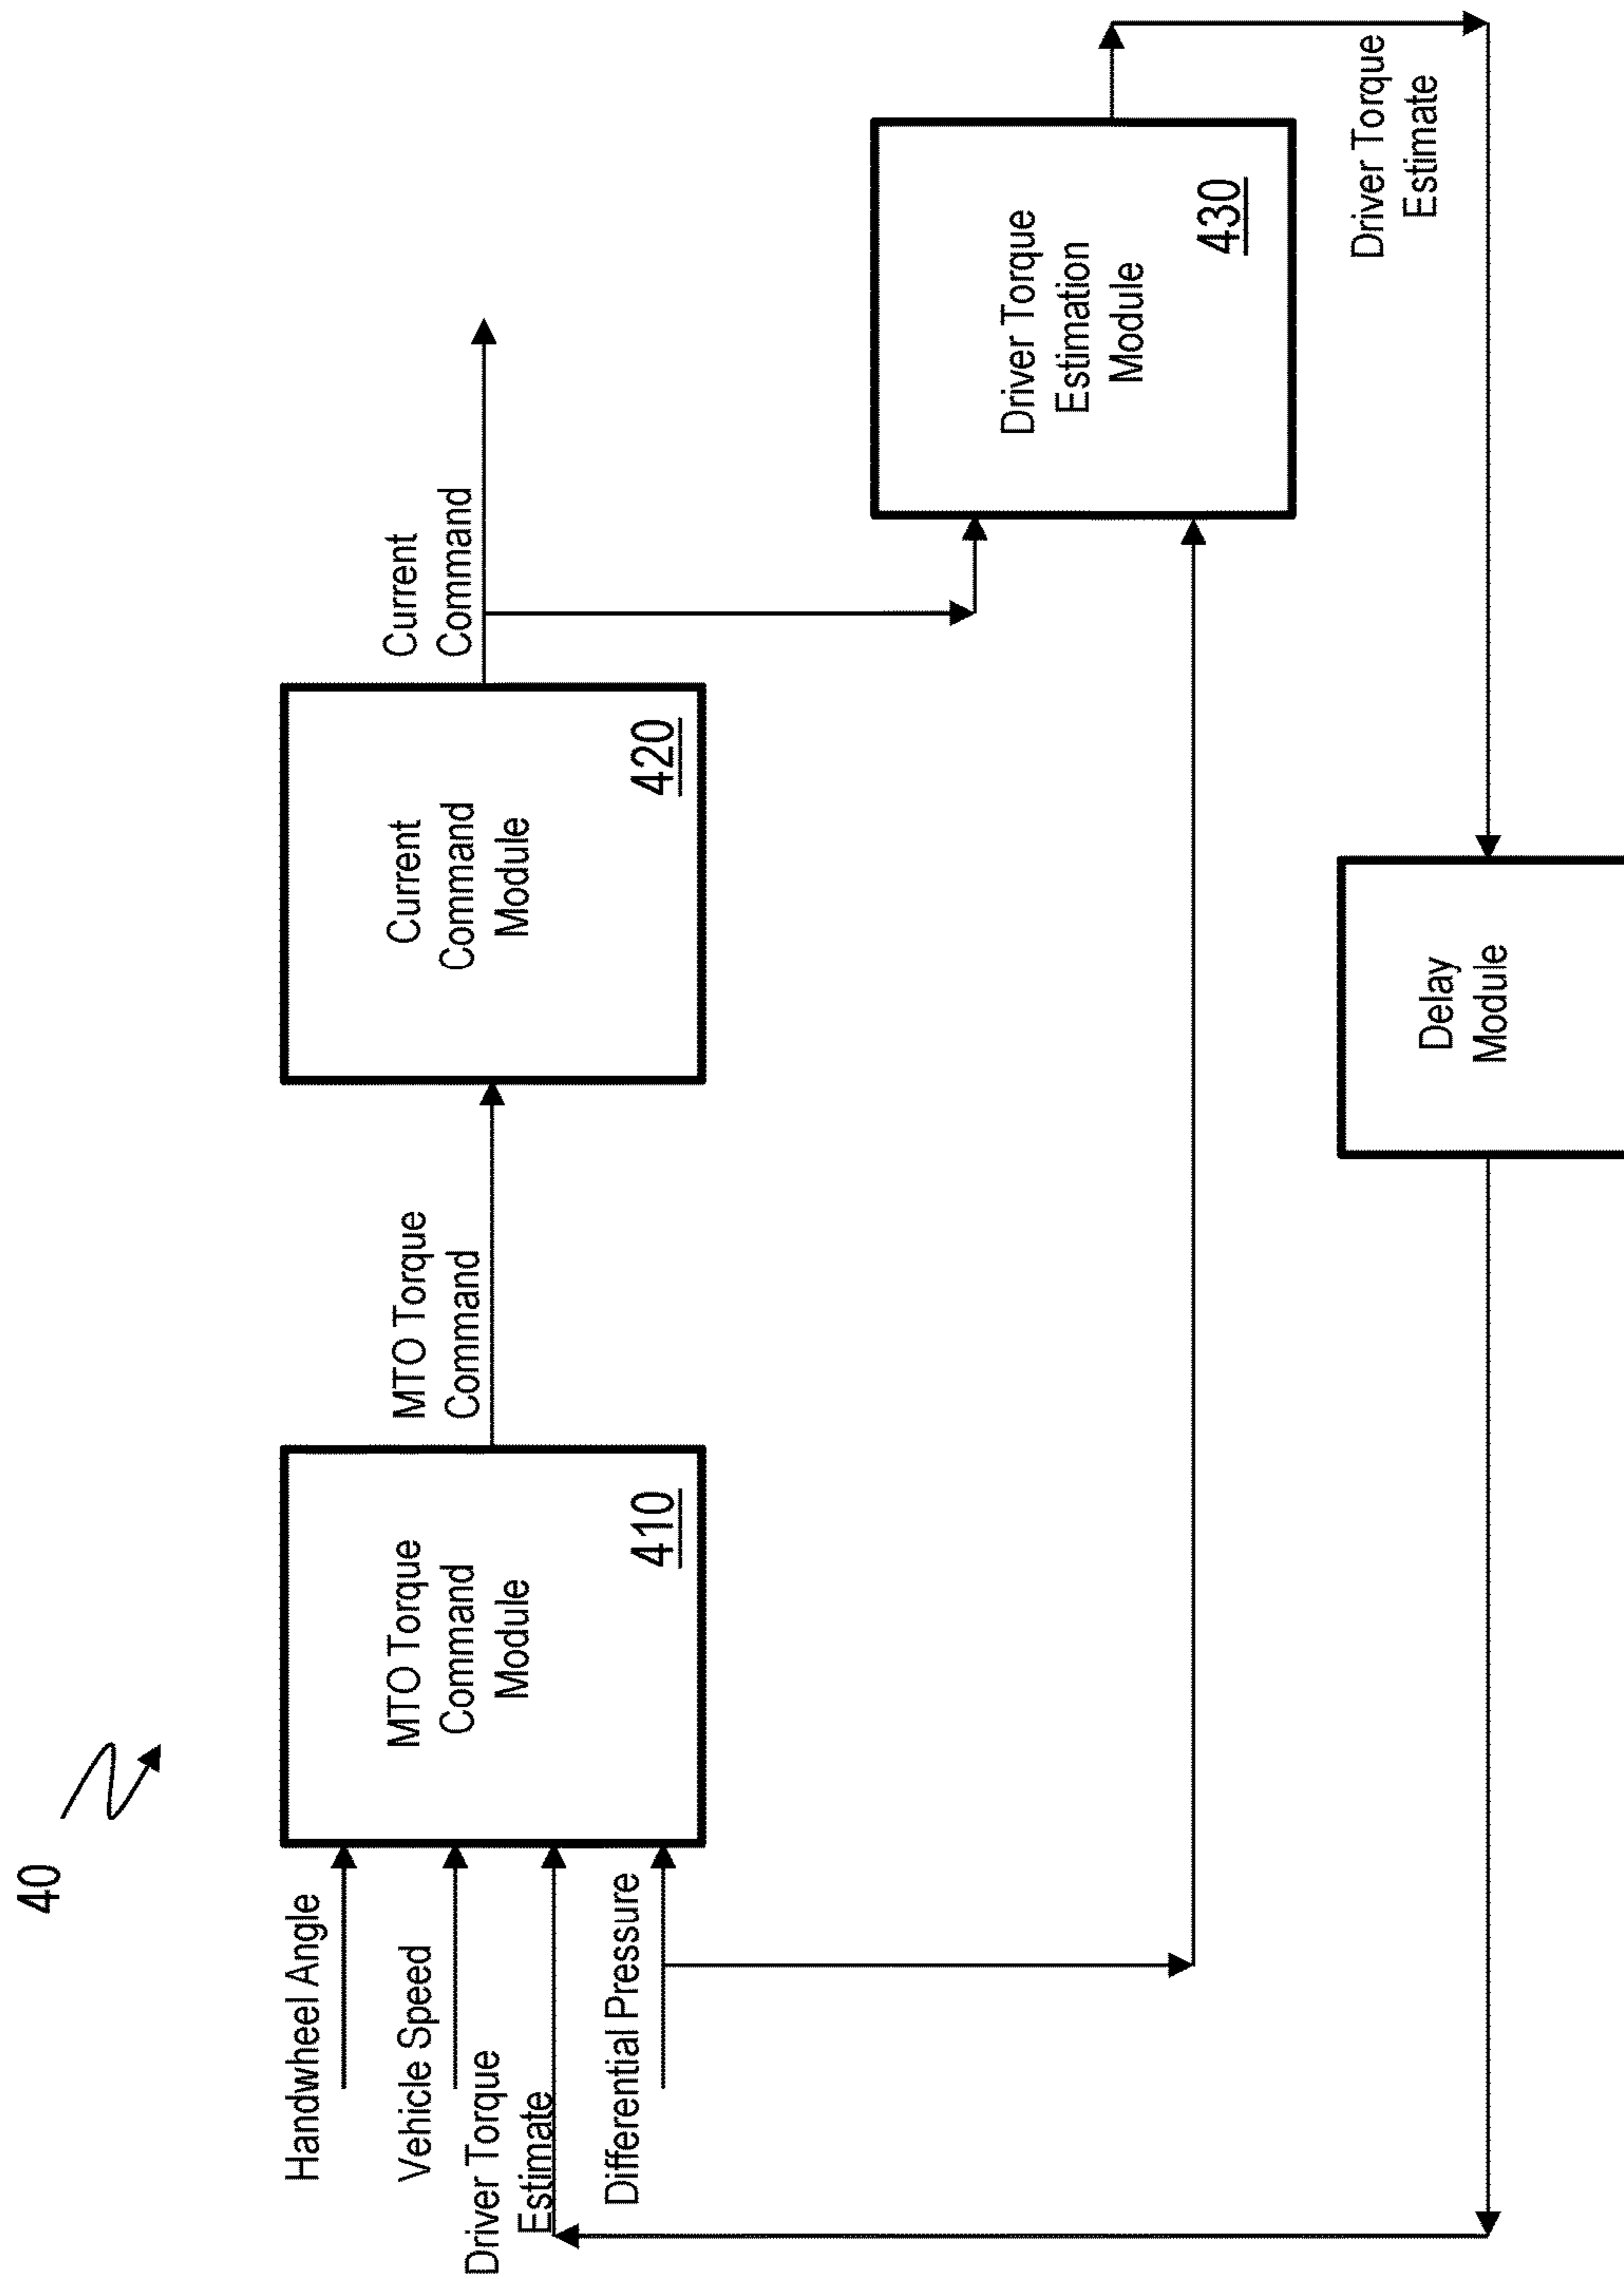 40
Handwheel Angle
Vehicle Speed
Driver Torque
Estimate
Differential Pressure
MTO Torque
Command
Module
410
MTO Torque
Command
Current
Command
Module
420
Current
Command
Driver Torque
Estimation
Module
430
Driver Torque
Estimate
Delay
Module